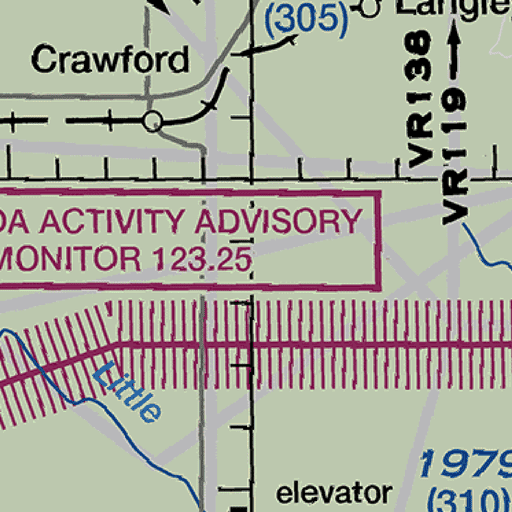 (305)
Crawford
VR138
VR119
DA ACTIVITY ADVISORY
MONITOR 123.25
Little
1979
(310)
elevator